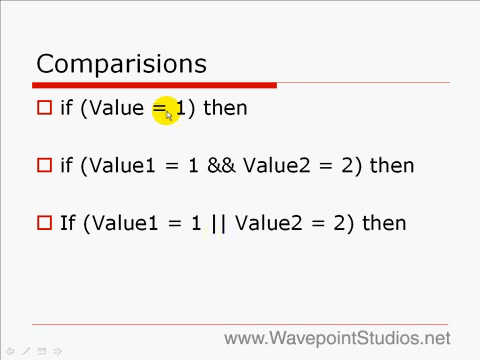 Comparisions
if (Value = 1) then
if (Value1 = 1 && Value2 = 2) then
If (Value1 = 1 || Value2 = 2) then
www.WavepointStudios.net